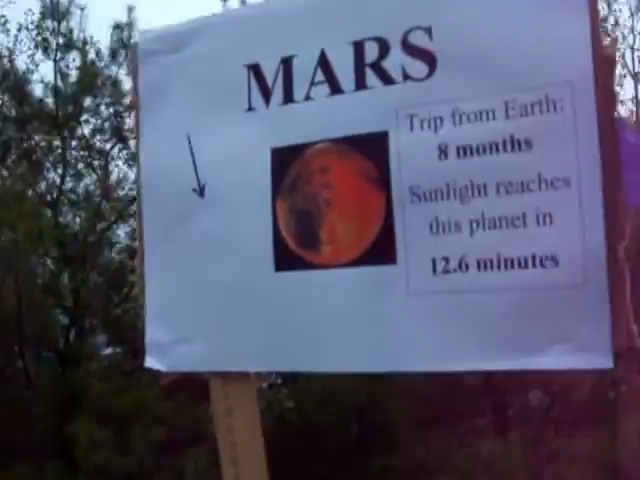 MARS
Trip from Earth:
8 months
Sunlight reaches
this planet in
12.6 minutes